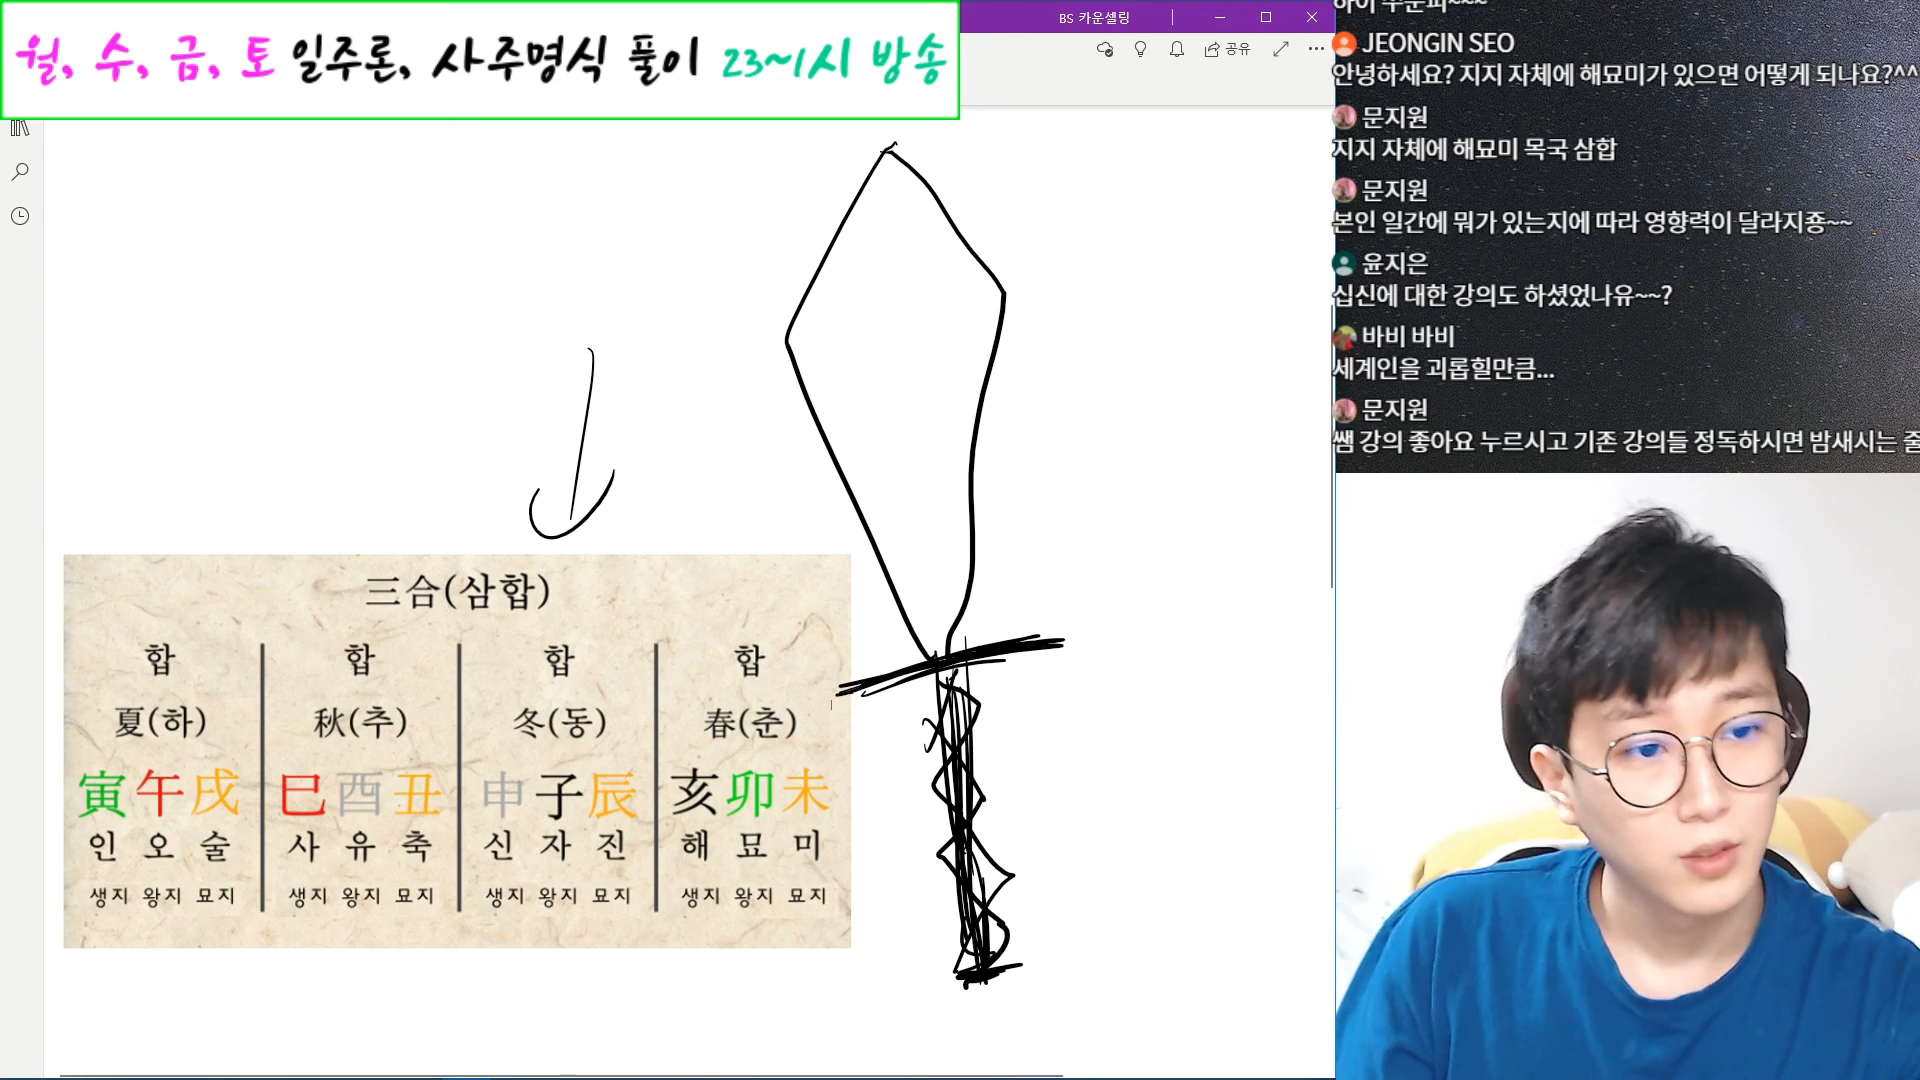 월, 수, 금, 토 일주론, 사주명식 풀이 23~1시 방송
BS 카운셀링
공유
三合(삼합)
합 합 합 합
夏(하) 秋(추) 冬(동) 春(춘)
寅午戌 巳酉丑 申子辰 亥卯未
인 오 술 사 유 축 신 자 진 해 묘 미
생지 왕지 묘지 생지 왕지 묘지 생지 왕지 묘지 생지 왕지 묘지
JEONGIN SEO
안녕하세요? 지지 자체에 해묘미가 있으면 어떻게 되나요?^^
문지원
지지 자체에 해묘미 목국 삼합
문지원
본인 일간에 뭐가 있는지에 따라 영향력이 달라지죵~~
윤지은
십신에 대한 강의도 하셨었나유~~?
바비 바비
세계인을 괴롭힐만큼...
문지원
쌤 강의 좋아요 누르시고 기존 강의들 정독하시면 밤새시는 줄